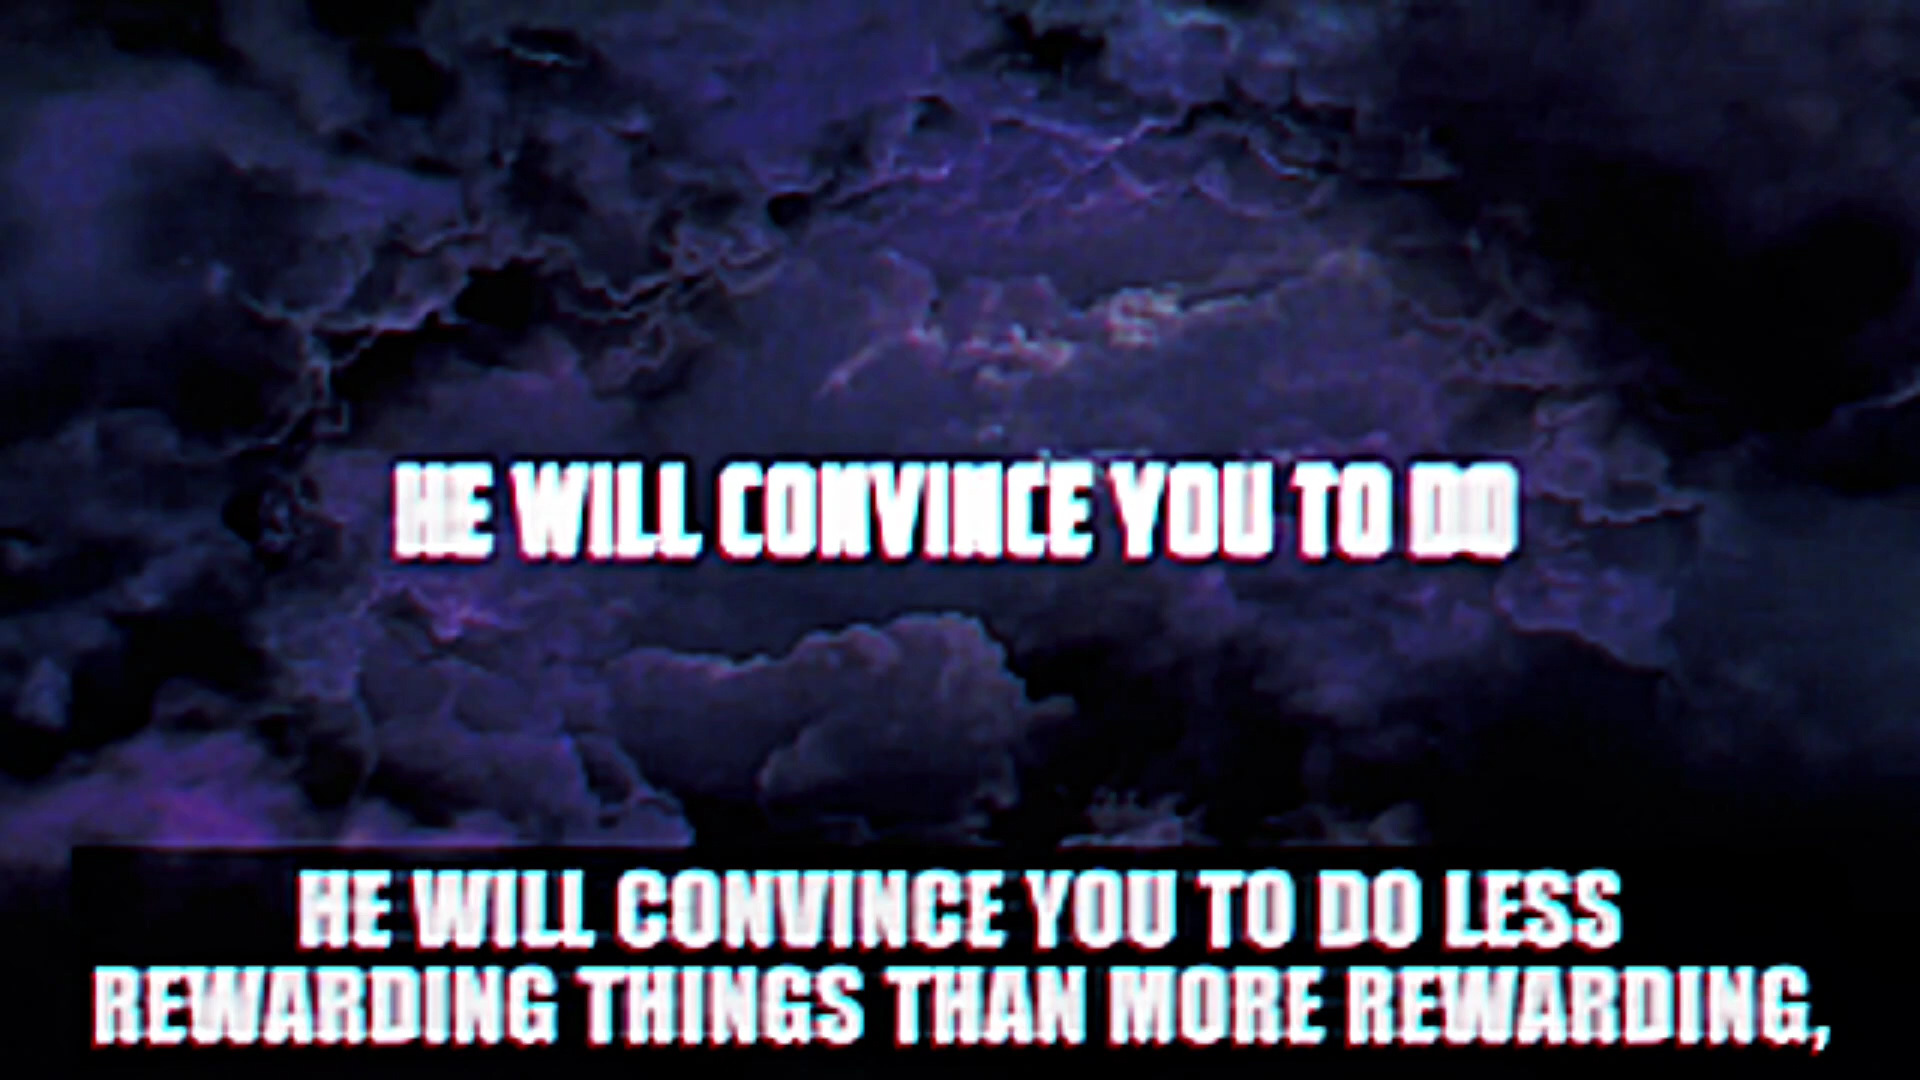 HE WILL CONVINCE YOU TO DO
HE WILL CONVINCE YOU TO DO LESS
REWARDING THINGS THAN MORE REWARDING,